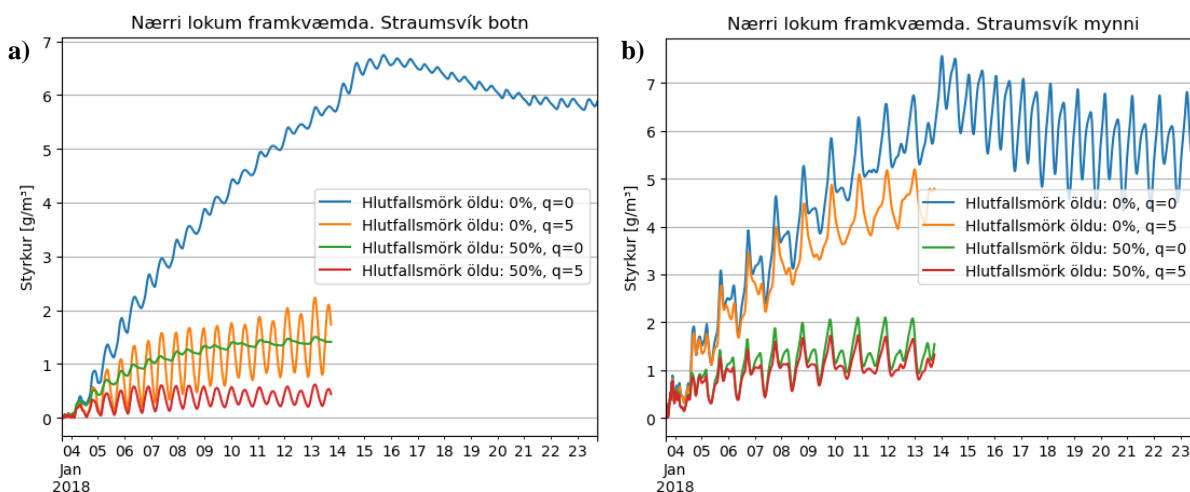 a)
Nærri lokum framkvæmda. Straumsvík botn
Styrkur [g/m³]
7
6
5
4
3
2
1
0
Hlutfallsmörk öldu: 0%, q=0
Hlutfallsmörk öldu: 0%, q=5
Hlutfallsmörk öldu: 50%, q=0
Hlutfallsmörk öldu: 50%, q=5
04 05 06 07 08 09 10 11 12 13 14 15 16 17 18 19 20 21 22 23
Jan
2018
b)
Nærri lokum framkvæmda. Straumsvík mynni
Styrkur [g/m³]
7
6
5
4
3
2
1
0
Hlutfallsmörk öldu: 0%, q=0
Hlutfallsmörk öldu: 0%, q=5
Hlutfallsmörk öldu: 50%, q=0
Hlutfallsmörk öldu: 50%, q=5
04 05 06 07 08 09 10 11 12 13 14 15 16 17 18 19 20 21 22 23
Jan
2018